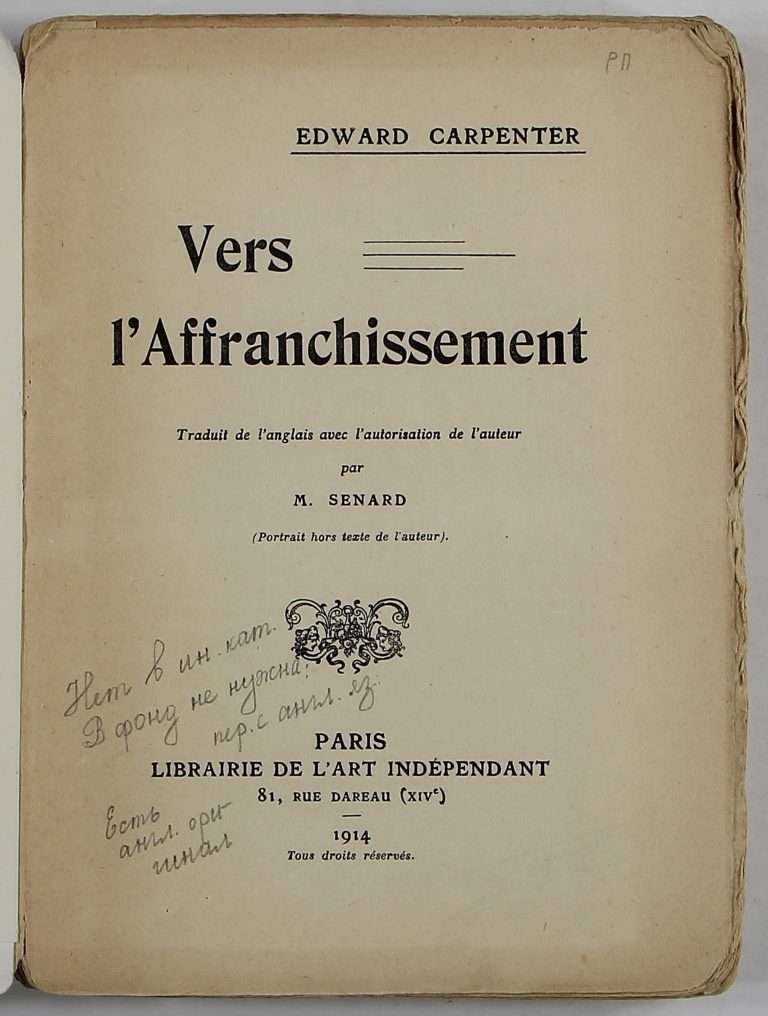 РП
EDWARD CARPENTER
Vers
l'Affranchissement
Traduit de l'anglais avec l'autorisation de l'auteur
par
M. SENARD
(Portrait hors texte de l'auteur).
Нет в ин. кат.
В фонд не нужна:
пер. с англ. яз.
PARIS
LIBRAIRIE DE L'ART INDÉPENDANT
81, RUE DAREAU (XIVe)
Есть
англ. ори
гинал
1914
Tous droits réservés.